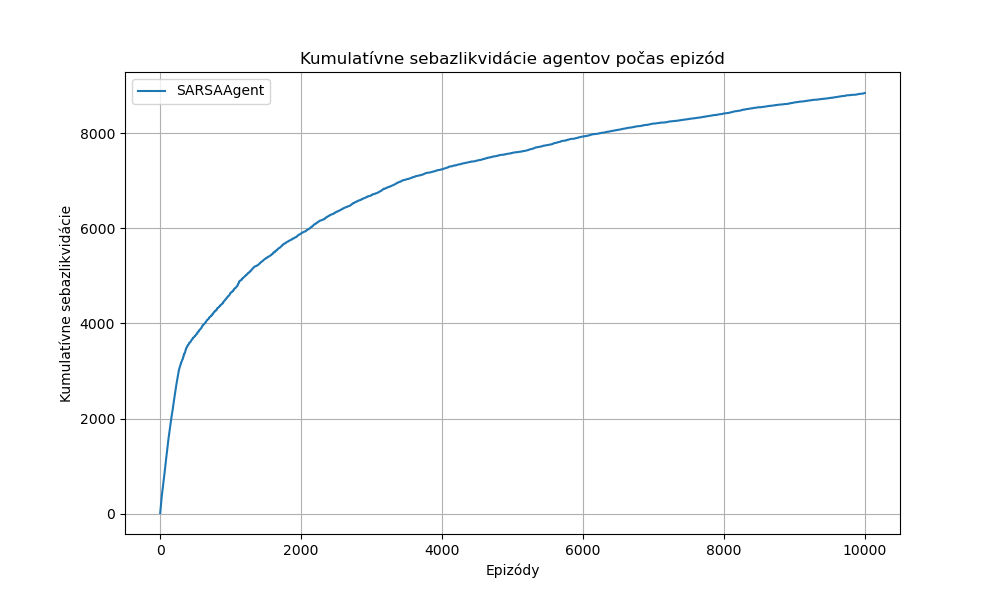 Kumulatívne sebazlikvidácie agentov počas epizód
SARSAAgent
Kumulatívne sebazlikvidácie
8000
6000
4000
2000
0
0 2000 4000 6000 8000 10000
Epizódy